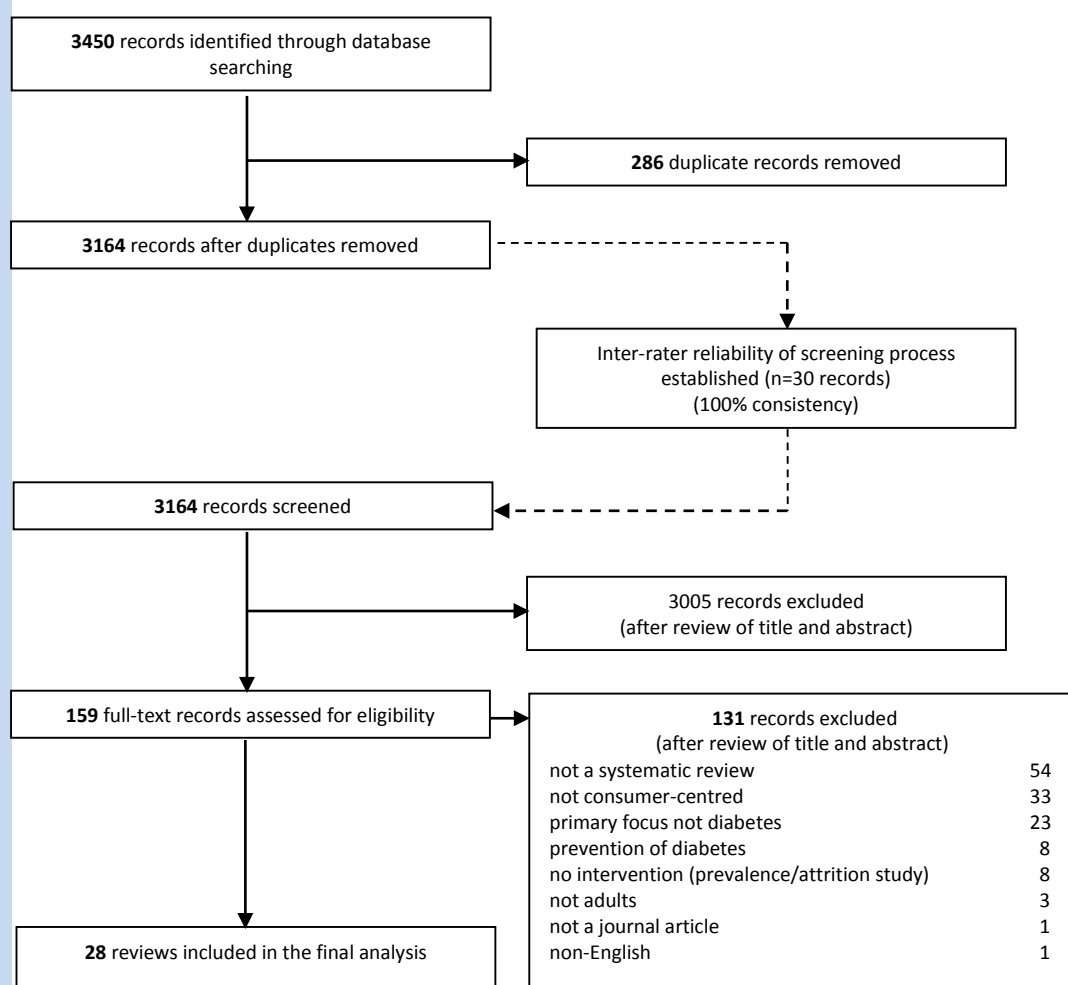 3450 records identified through database
searching
286 duplicate records removed
3164 records after duplicates removed
Inter-rater reliability of screening process
established (n=30 records)
(100% consistency)
3164 records screened
3005 records excluded
(after review of title and abstract)
159 full-text records assessed for eligibility
131 records excluded
(after review of title and abstract)
not a systematic review 54
not consumer-centred 33
primary focus not diabetes 23
prevention of diabetes 8
no intervention (prevalence/attrition study) 8
not adults 3
not a journal article 1
non-English 1
28 reviews included in the final analysis